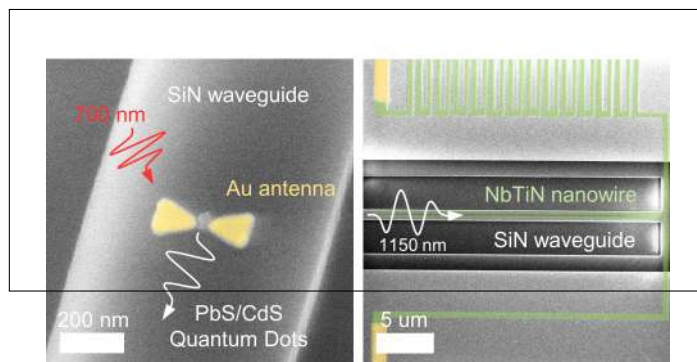 SiN waveguide
700 nm
Au antenna
PbS/CdS
Quantum Dots
200 nm
NbTiN nanowire
1150 nm
SiN waveguide
5 um